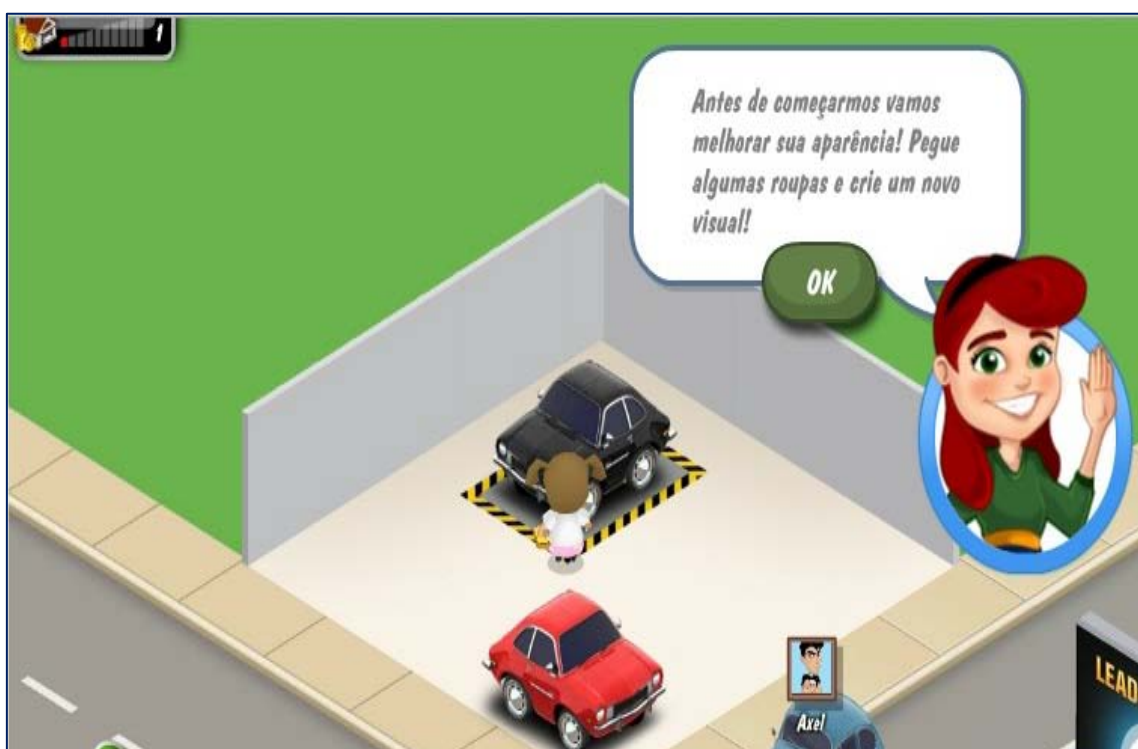 1
Antes de começarmos vamos
melhorar sua aparência! Pegue
algumas roupas e crie um novo
visual!
OK
LEAD
Axel